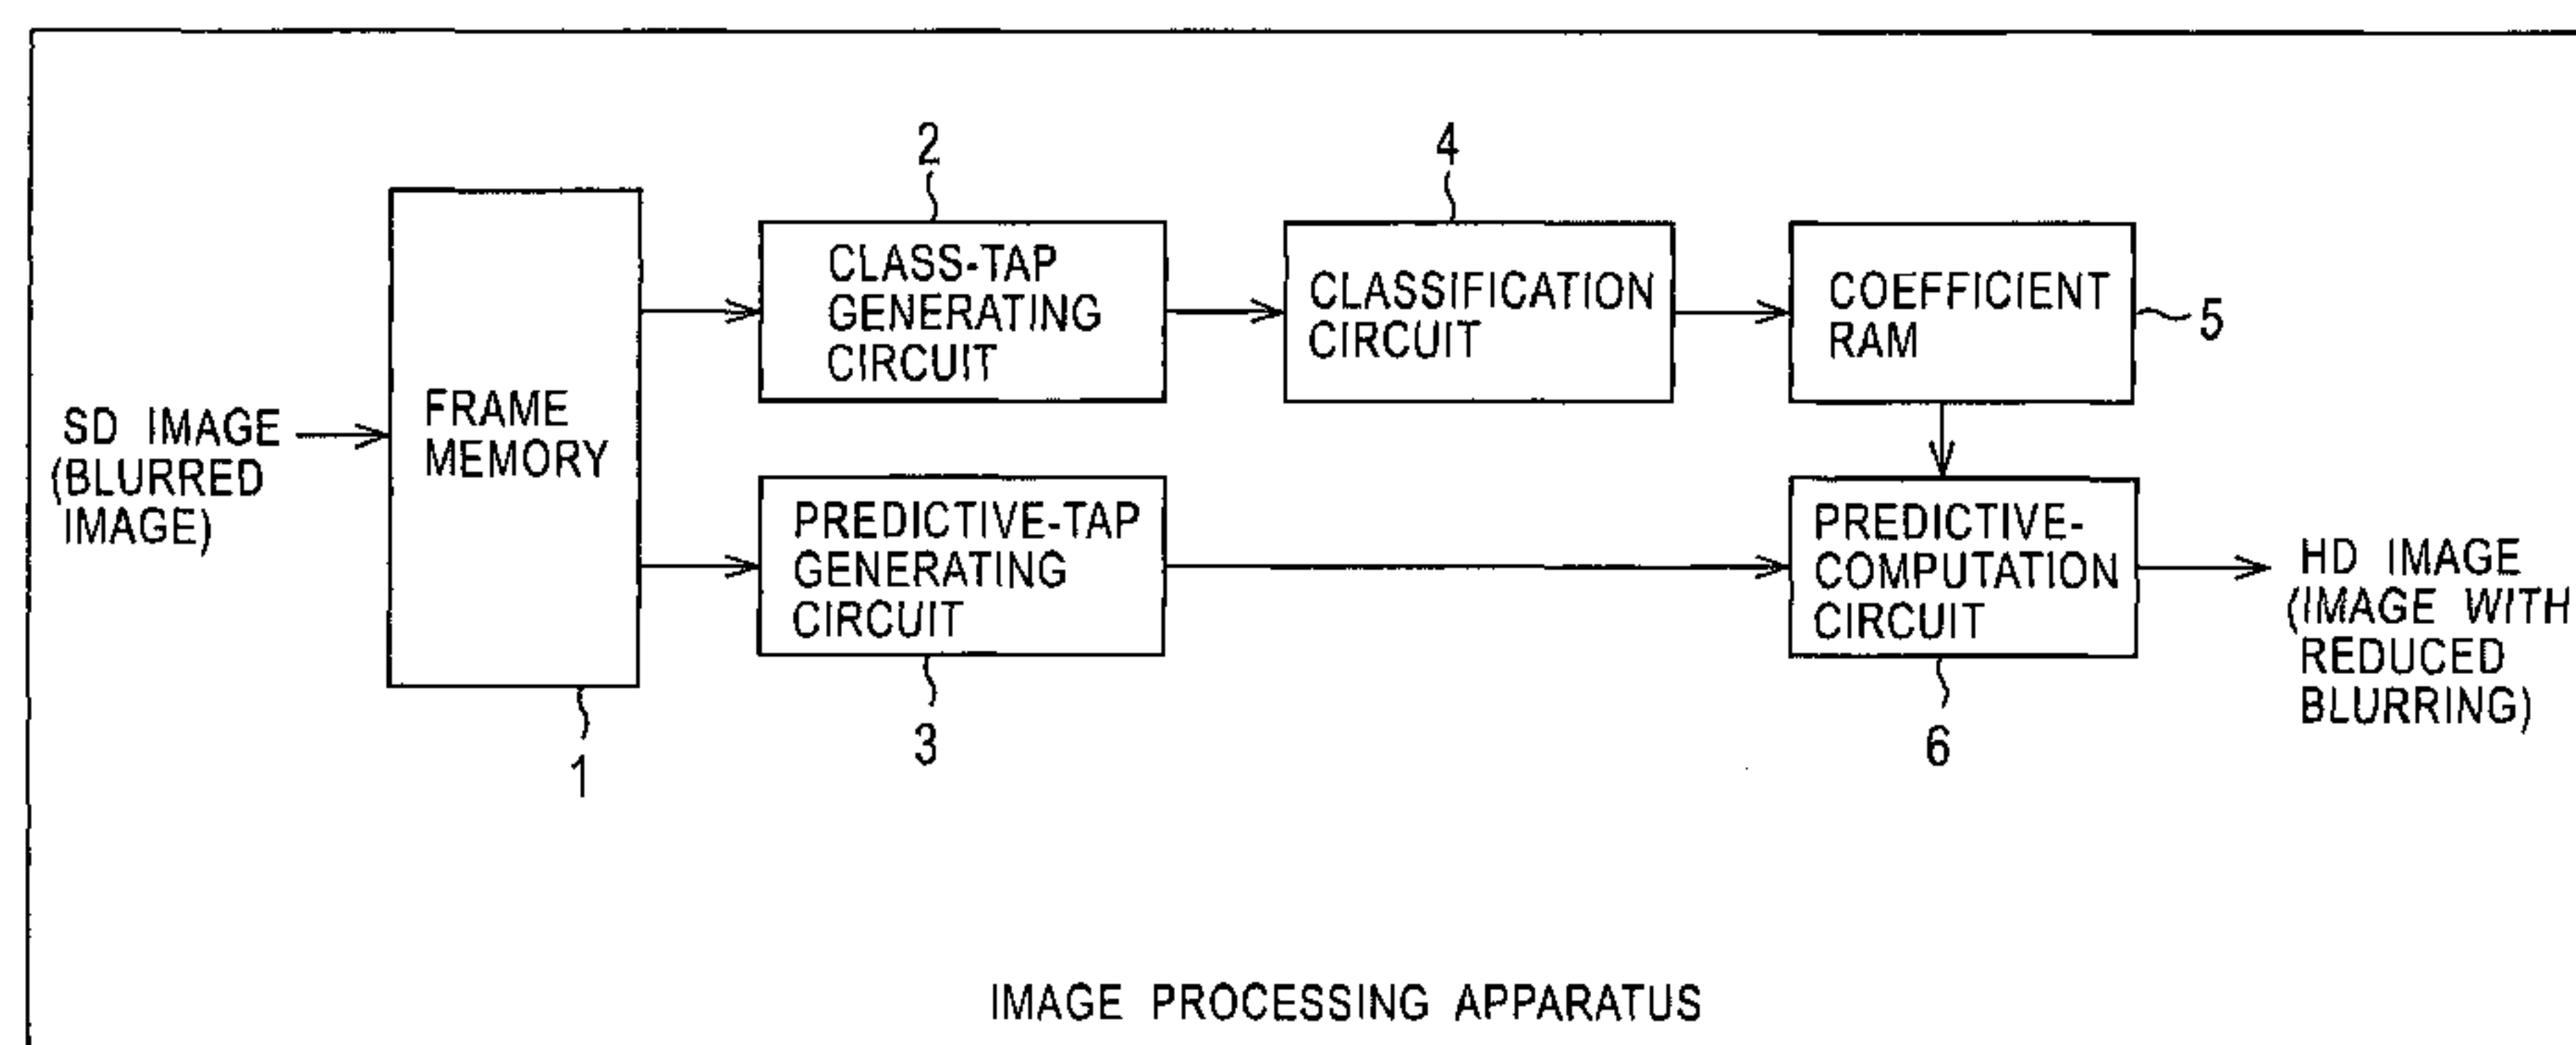 SD IMAGE
(BLURRED
IMAGE)
FRAME
MEMORY
1
2
CLASS-TAP
GENERATING
CIRCUIT
PREDICTIVE-TAP
GENERATING
CIRCUIT
3
4
CLASSIFICATION
CIRCUIT
COEFFICIENT
RAM
5
PREDICTIVE-
COMPUTATION
CIRCUIT
6
HD IMAGE
(IMAGE WITH
REDUCED
BLURRING)
IMAGE PROCESSING APPARATUS